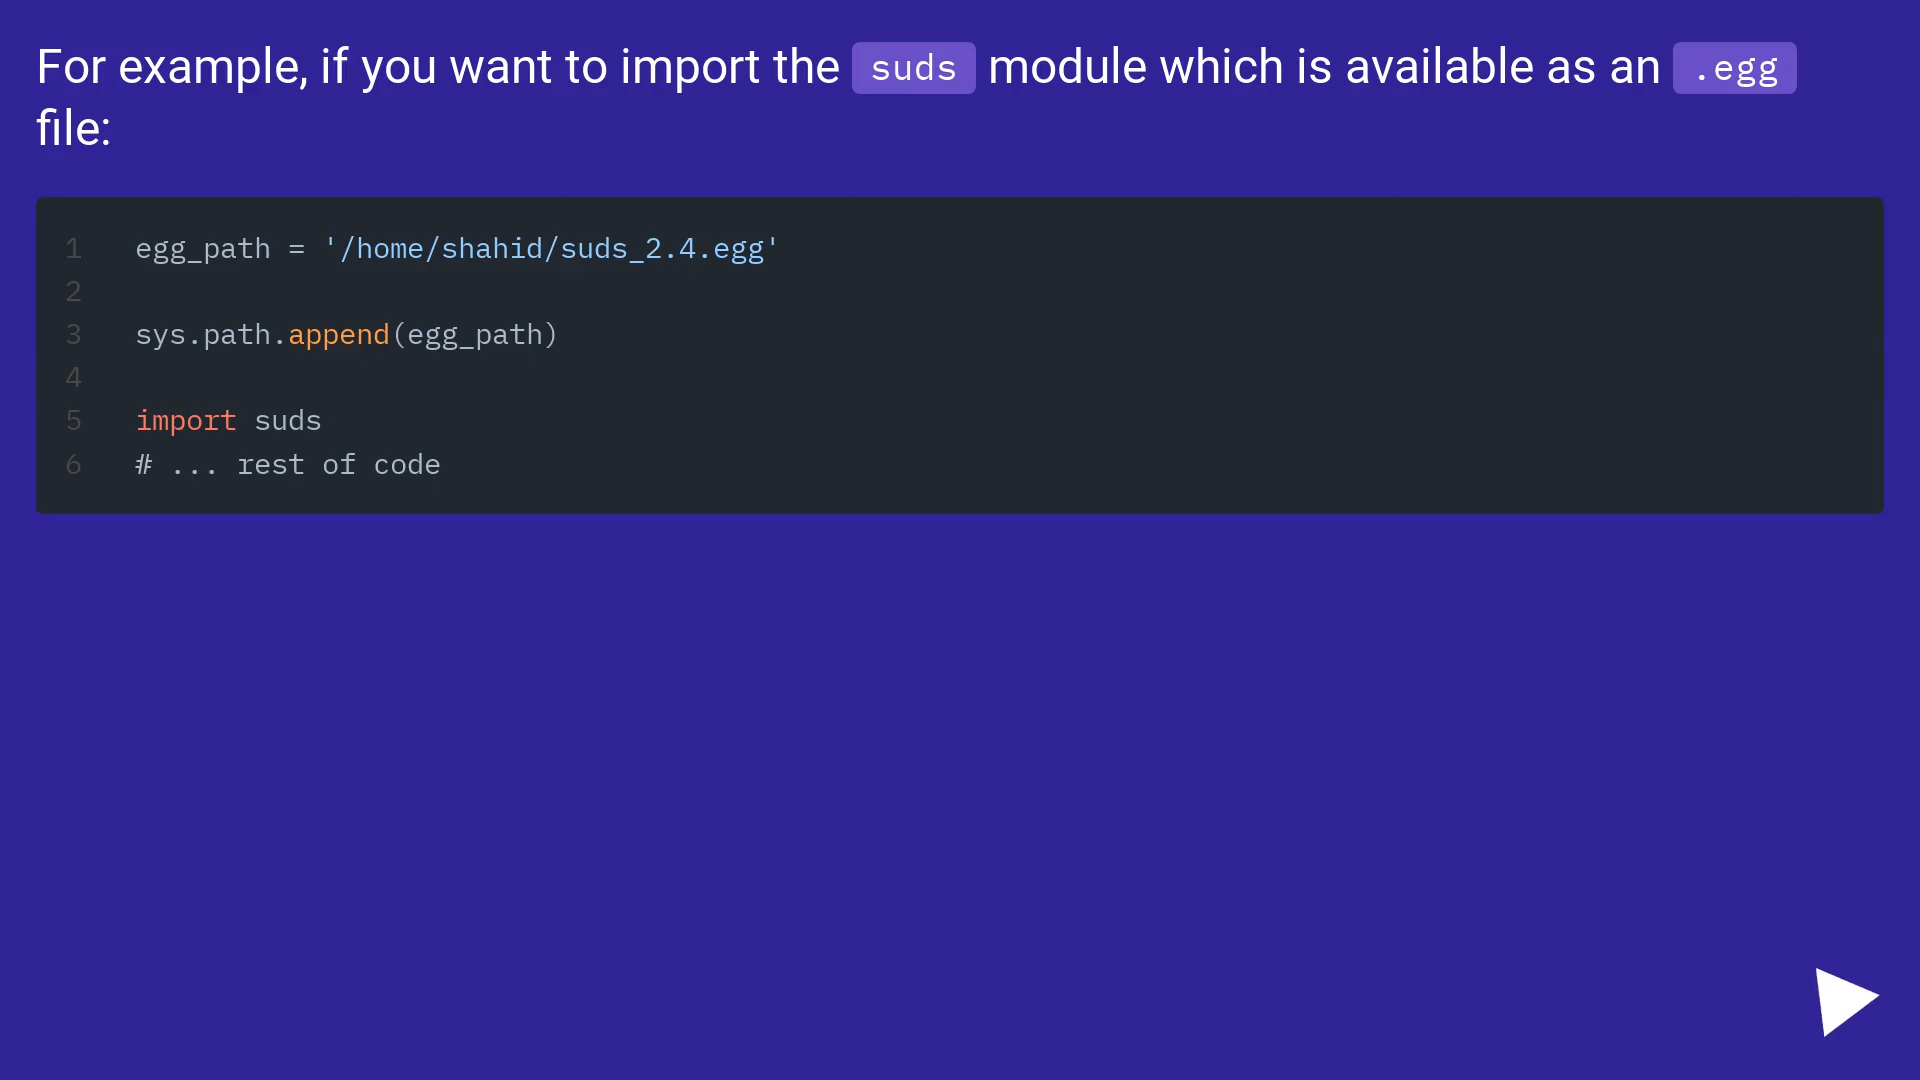 For example, if you want to import the suds module which is available as an .egg
file:
1 egg_path = '/home/shahid/suds_2.4.egg'
2
3 sys.path.append(egg_path)
4
5 import suds
6 # ... rest of code